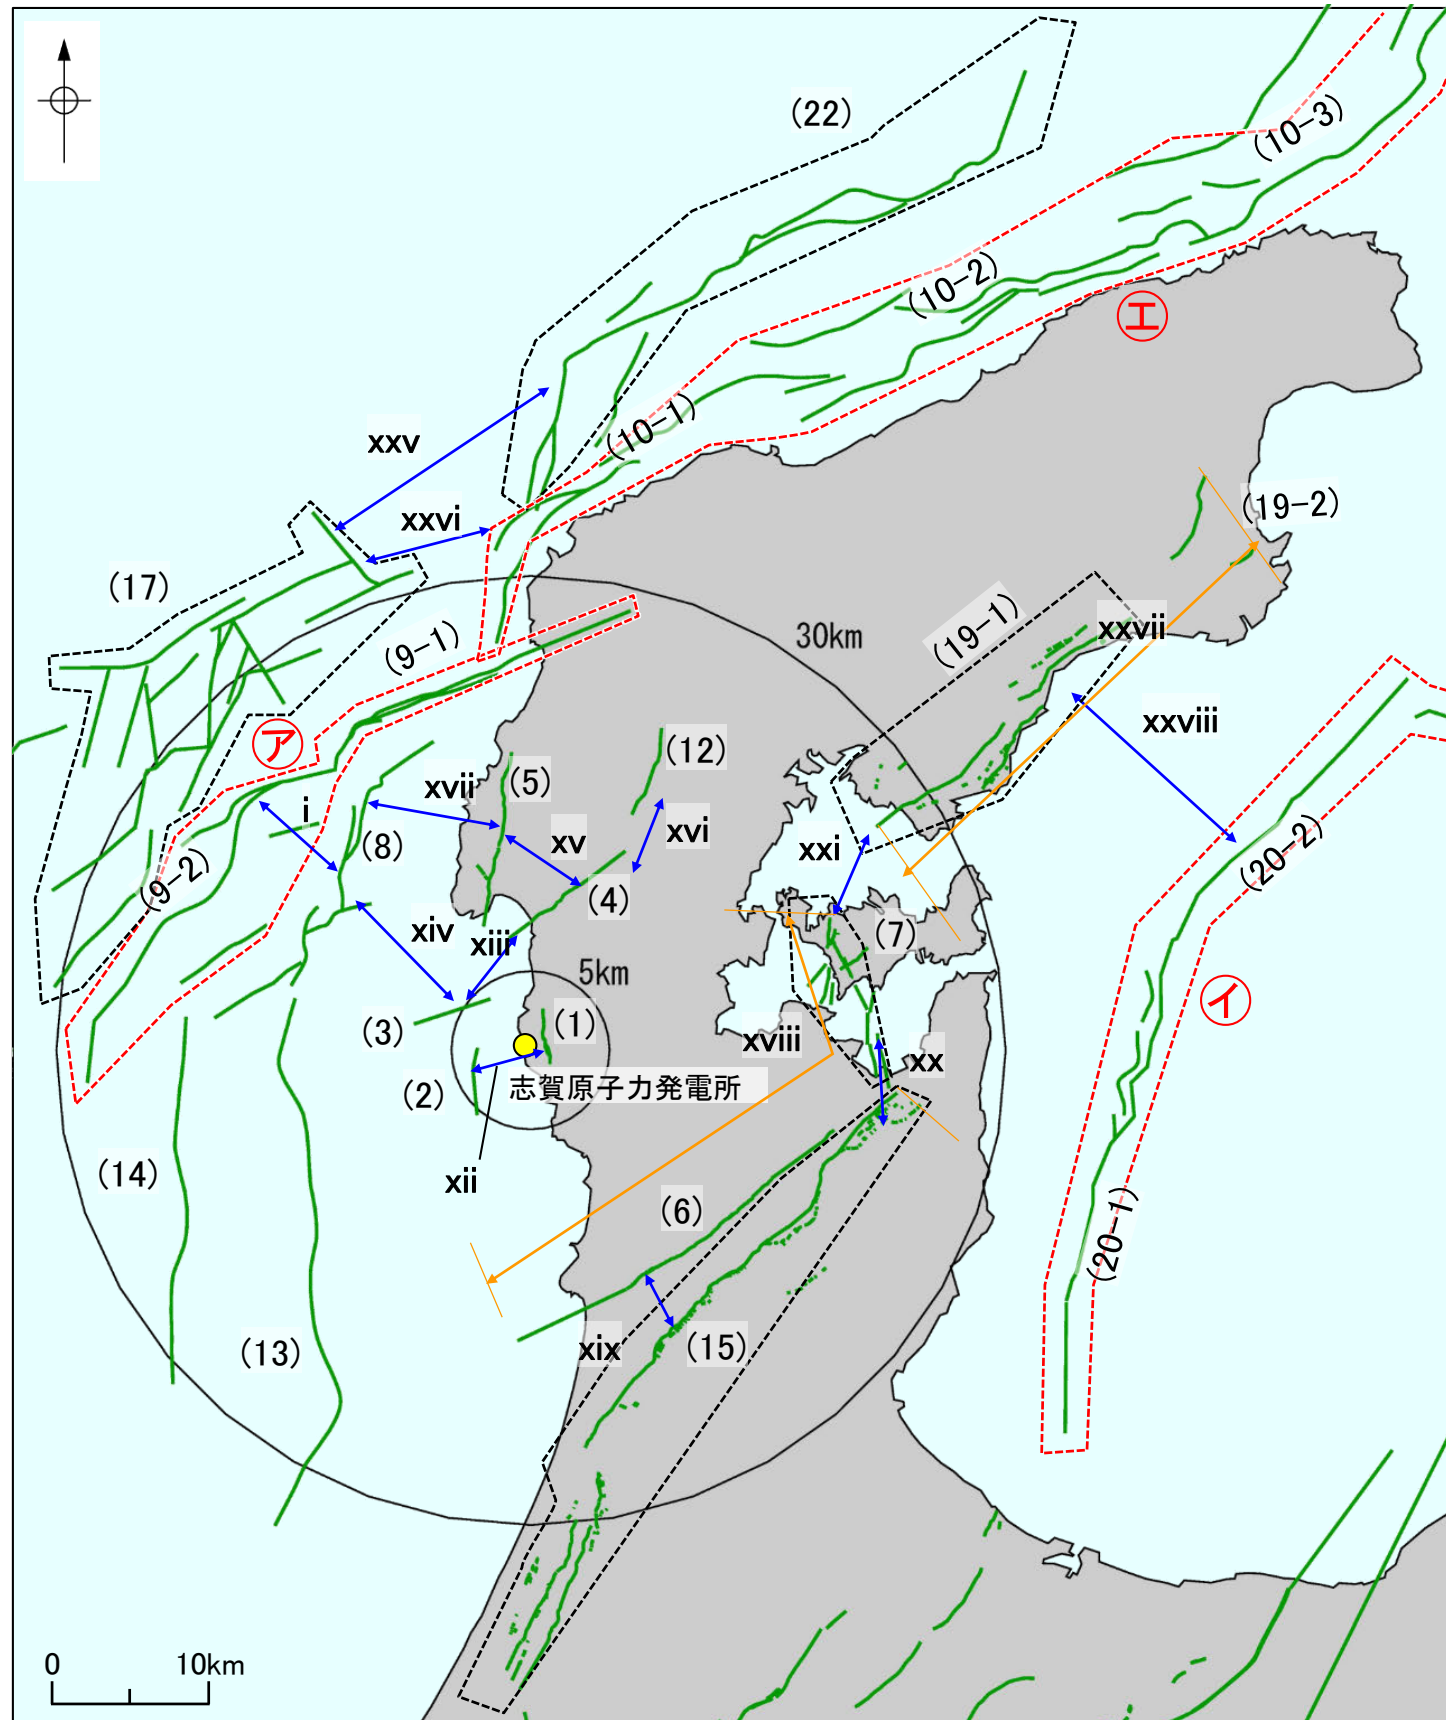 (22)
(10-3)
(10-2)
エ
(10-1)
xxv
xxvi
(19-2)
(17)
(9-1)
30km
(19-1)
xxvii
ア
(12)
xxviii
(5)
xvii
i
xv
xvi
(8)
xxi
(20-2)
(9-2)
(4)
xiv
xiii
(7)
5km
イ
(3)
(1)
xviii
xx
志賀原子力発電所
(2)
(14)
xii
(6)
(20-1)
(13)
xix
(15)
0
10km